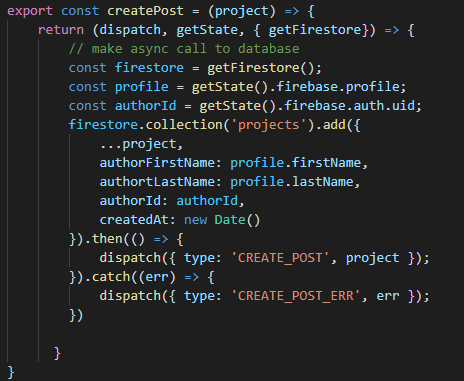 export const createPost = (project) => {
return (dispatch, getState, { getFirestore}) => {
// make async call to database
const firestore = getFirestore();
const profile = getState().firebase.profile;
const authorId = getState().firebase.auth.uid;
firestore.collection('projects').add({
...project,
authorFirstName: profile.firstName,
authortLastName: profile.lastName,
authorId: authorId,
createdAt: new Date()
}).then(() => {
dispatch({ type: 'CREATE_POST', project });
}).catch((err) => {
dispatch({ type: 'CREATE_POST_ERR', err });
})
}
}